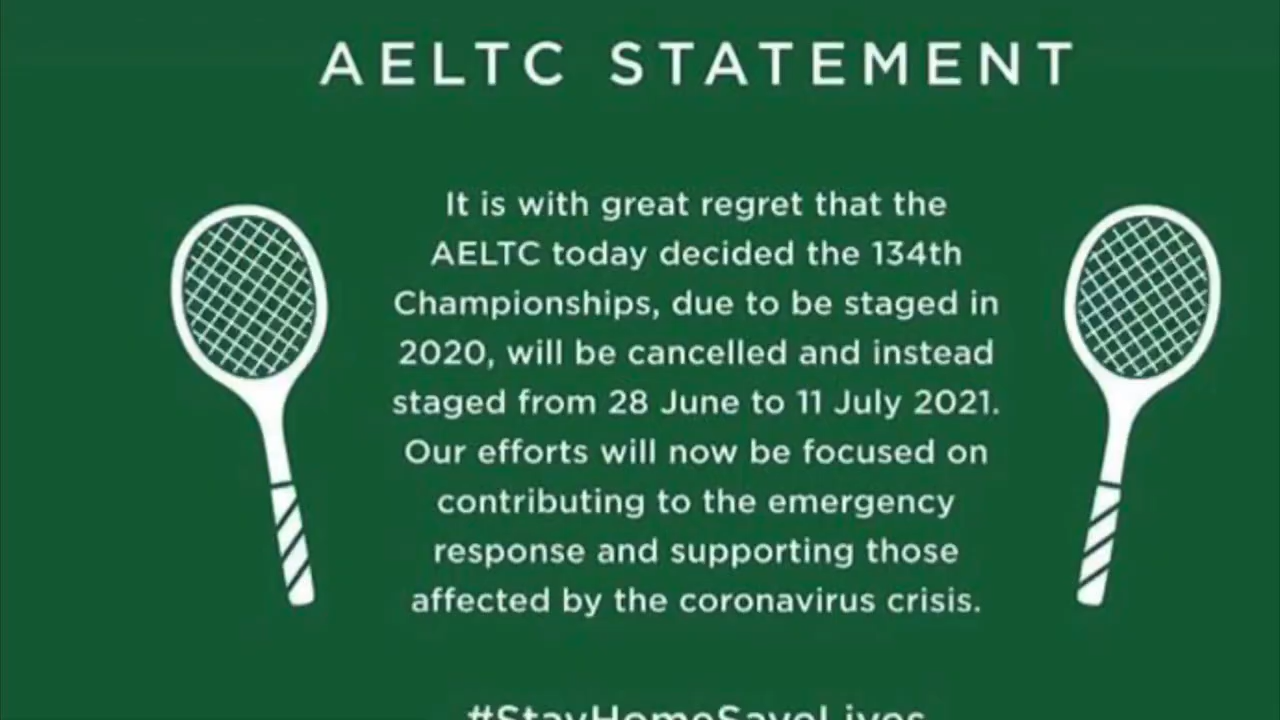 AELTC STATEMENT
It is with great regret that the
AELTC today decided the 134th
Championships, due to be staged in
2020, will be cancelled and instead
staged from 28 June to 11 July 2021.
Our efforts will now be focused on
contributing to the emergency
response and supporting those
affected by the coronavirus crisis.
#StayHomeSaveLives